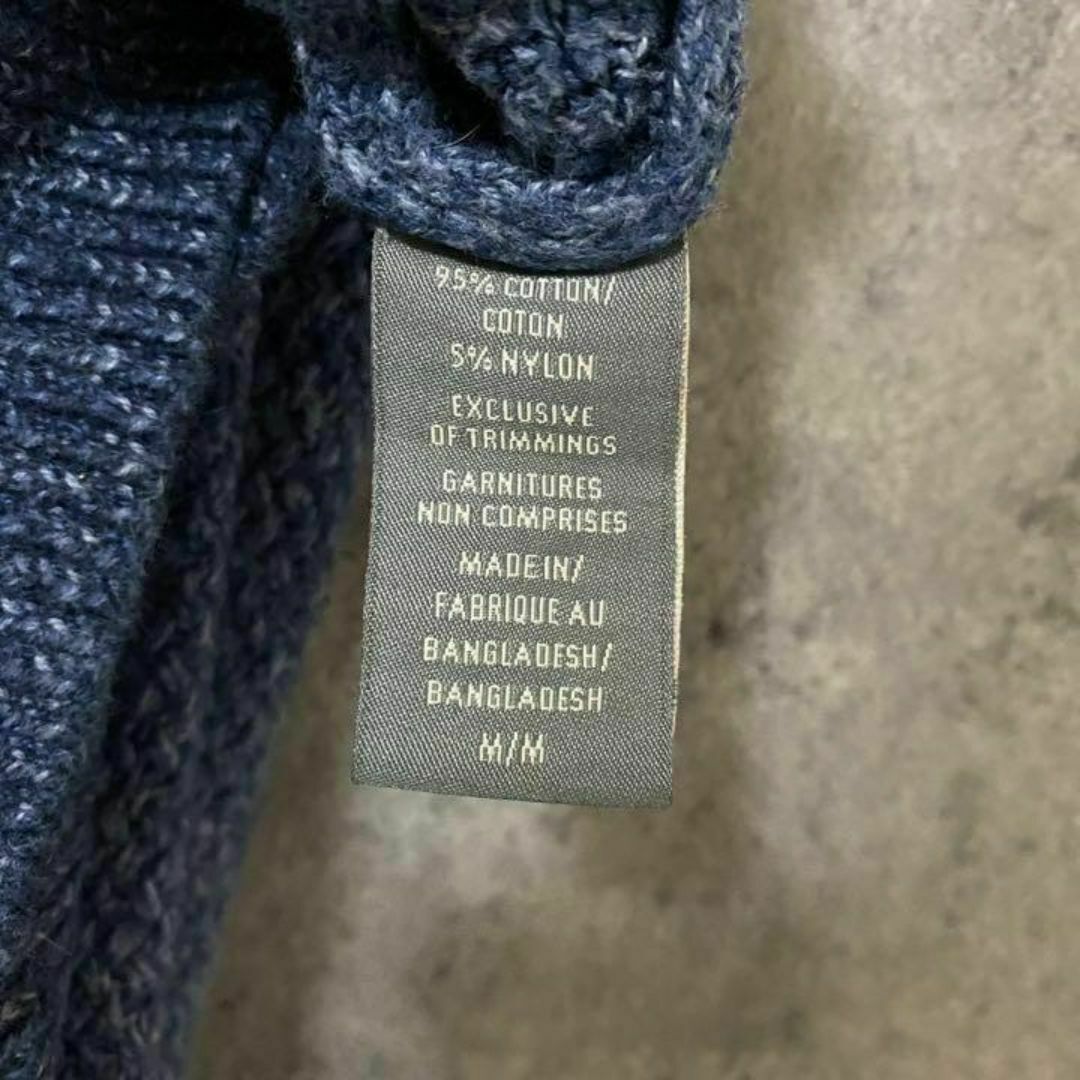 95% COTTON/
COTON
5% NYLON
EXCLUSIVE
OF TRIMMINGS
GARNITURES
NON COMPRISES
MADE IN/
FABRIQUE AU
BANGLADESH/
BANGLADESH
M/M